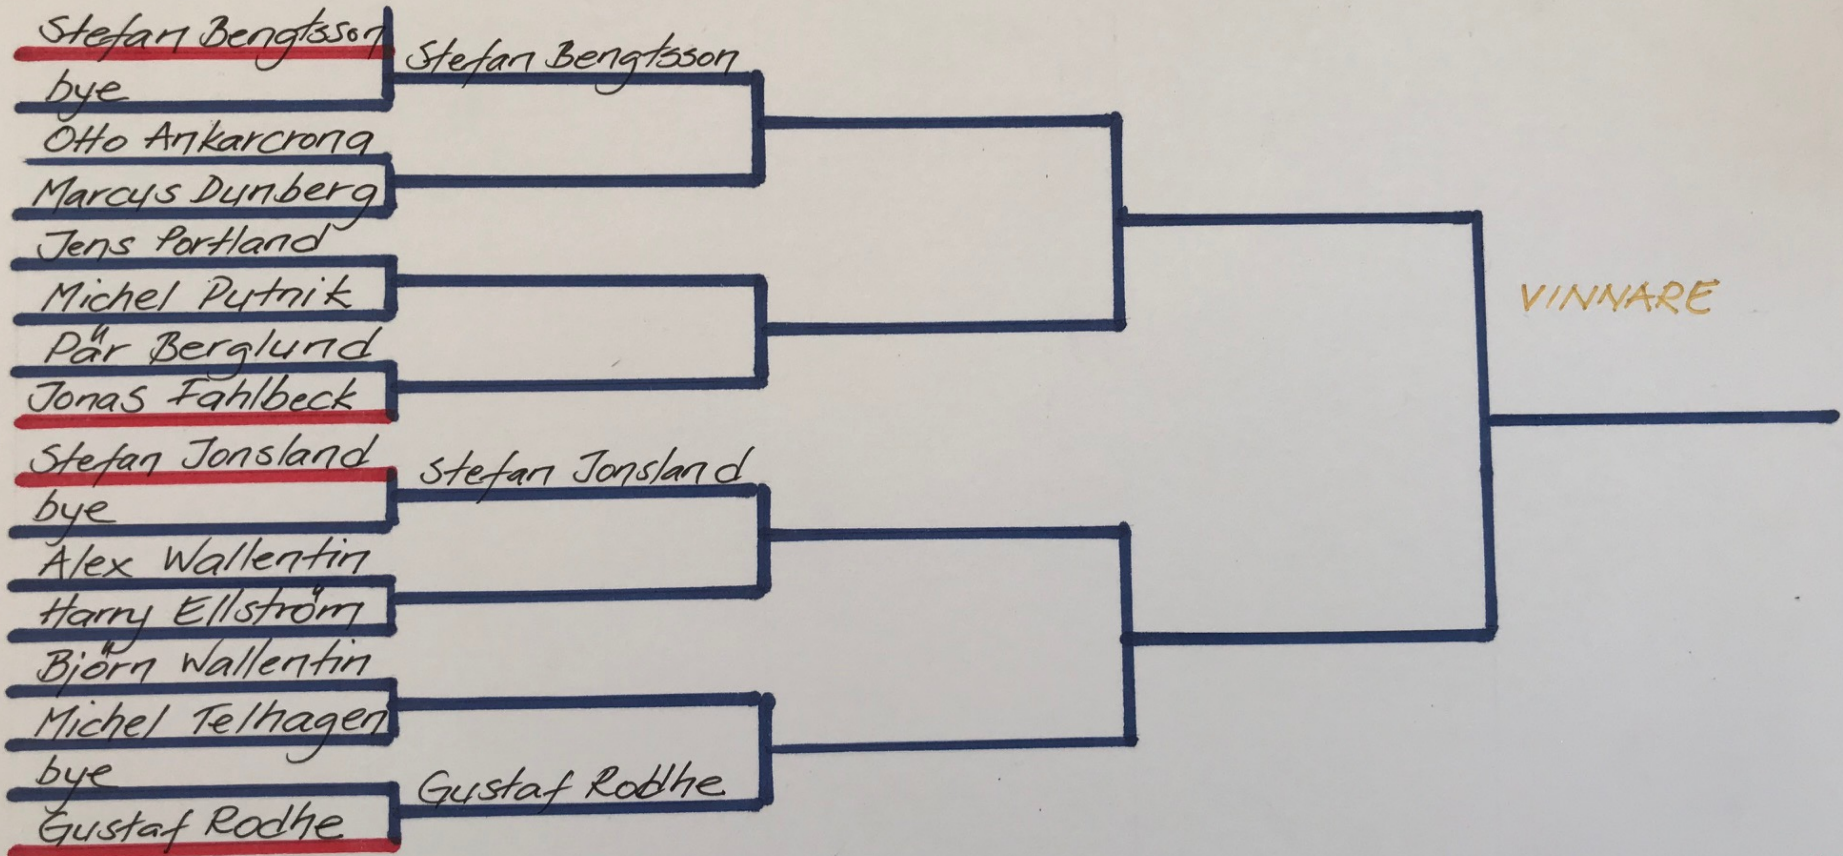 Stefan Bengtsson
bye
Otto Ankarcrona
Marcus Dunberg
Jens Portland
Michel Putnik
Pär Berglund
Jonas Fahlbeck
Stefan Jonsland
bye
Alex Wallentin
Harry Ellström
Björn Wallentin
Michel Telhagen
bye
Gustaf Rodhe
Stefan Bengtsson
Stefan Jonsland
Gustaf Rodhe
VINNARE